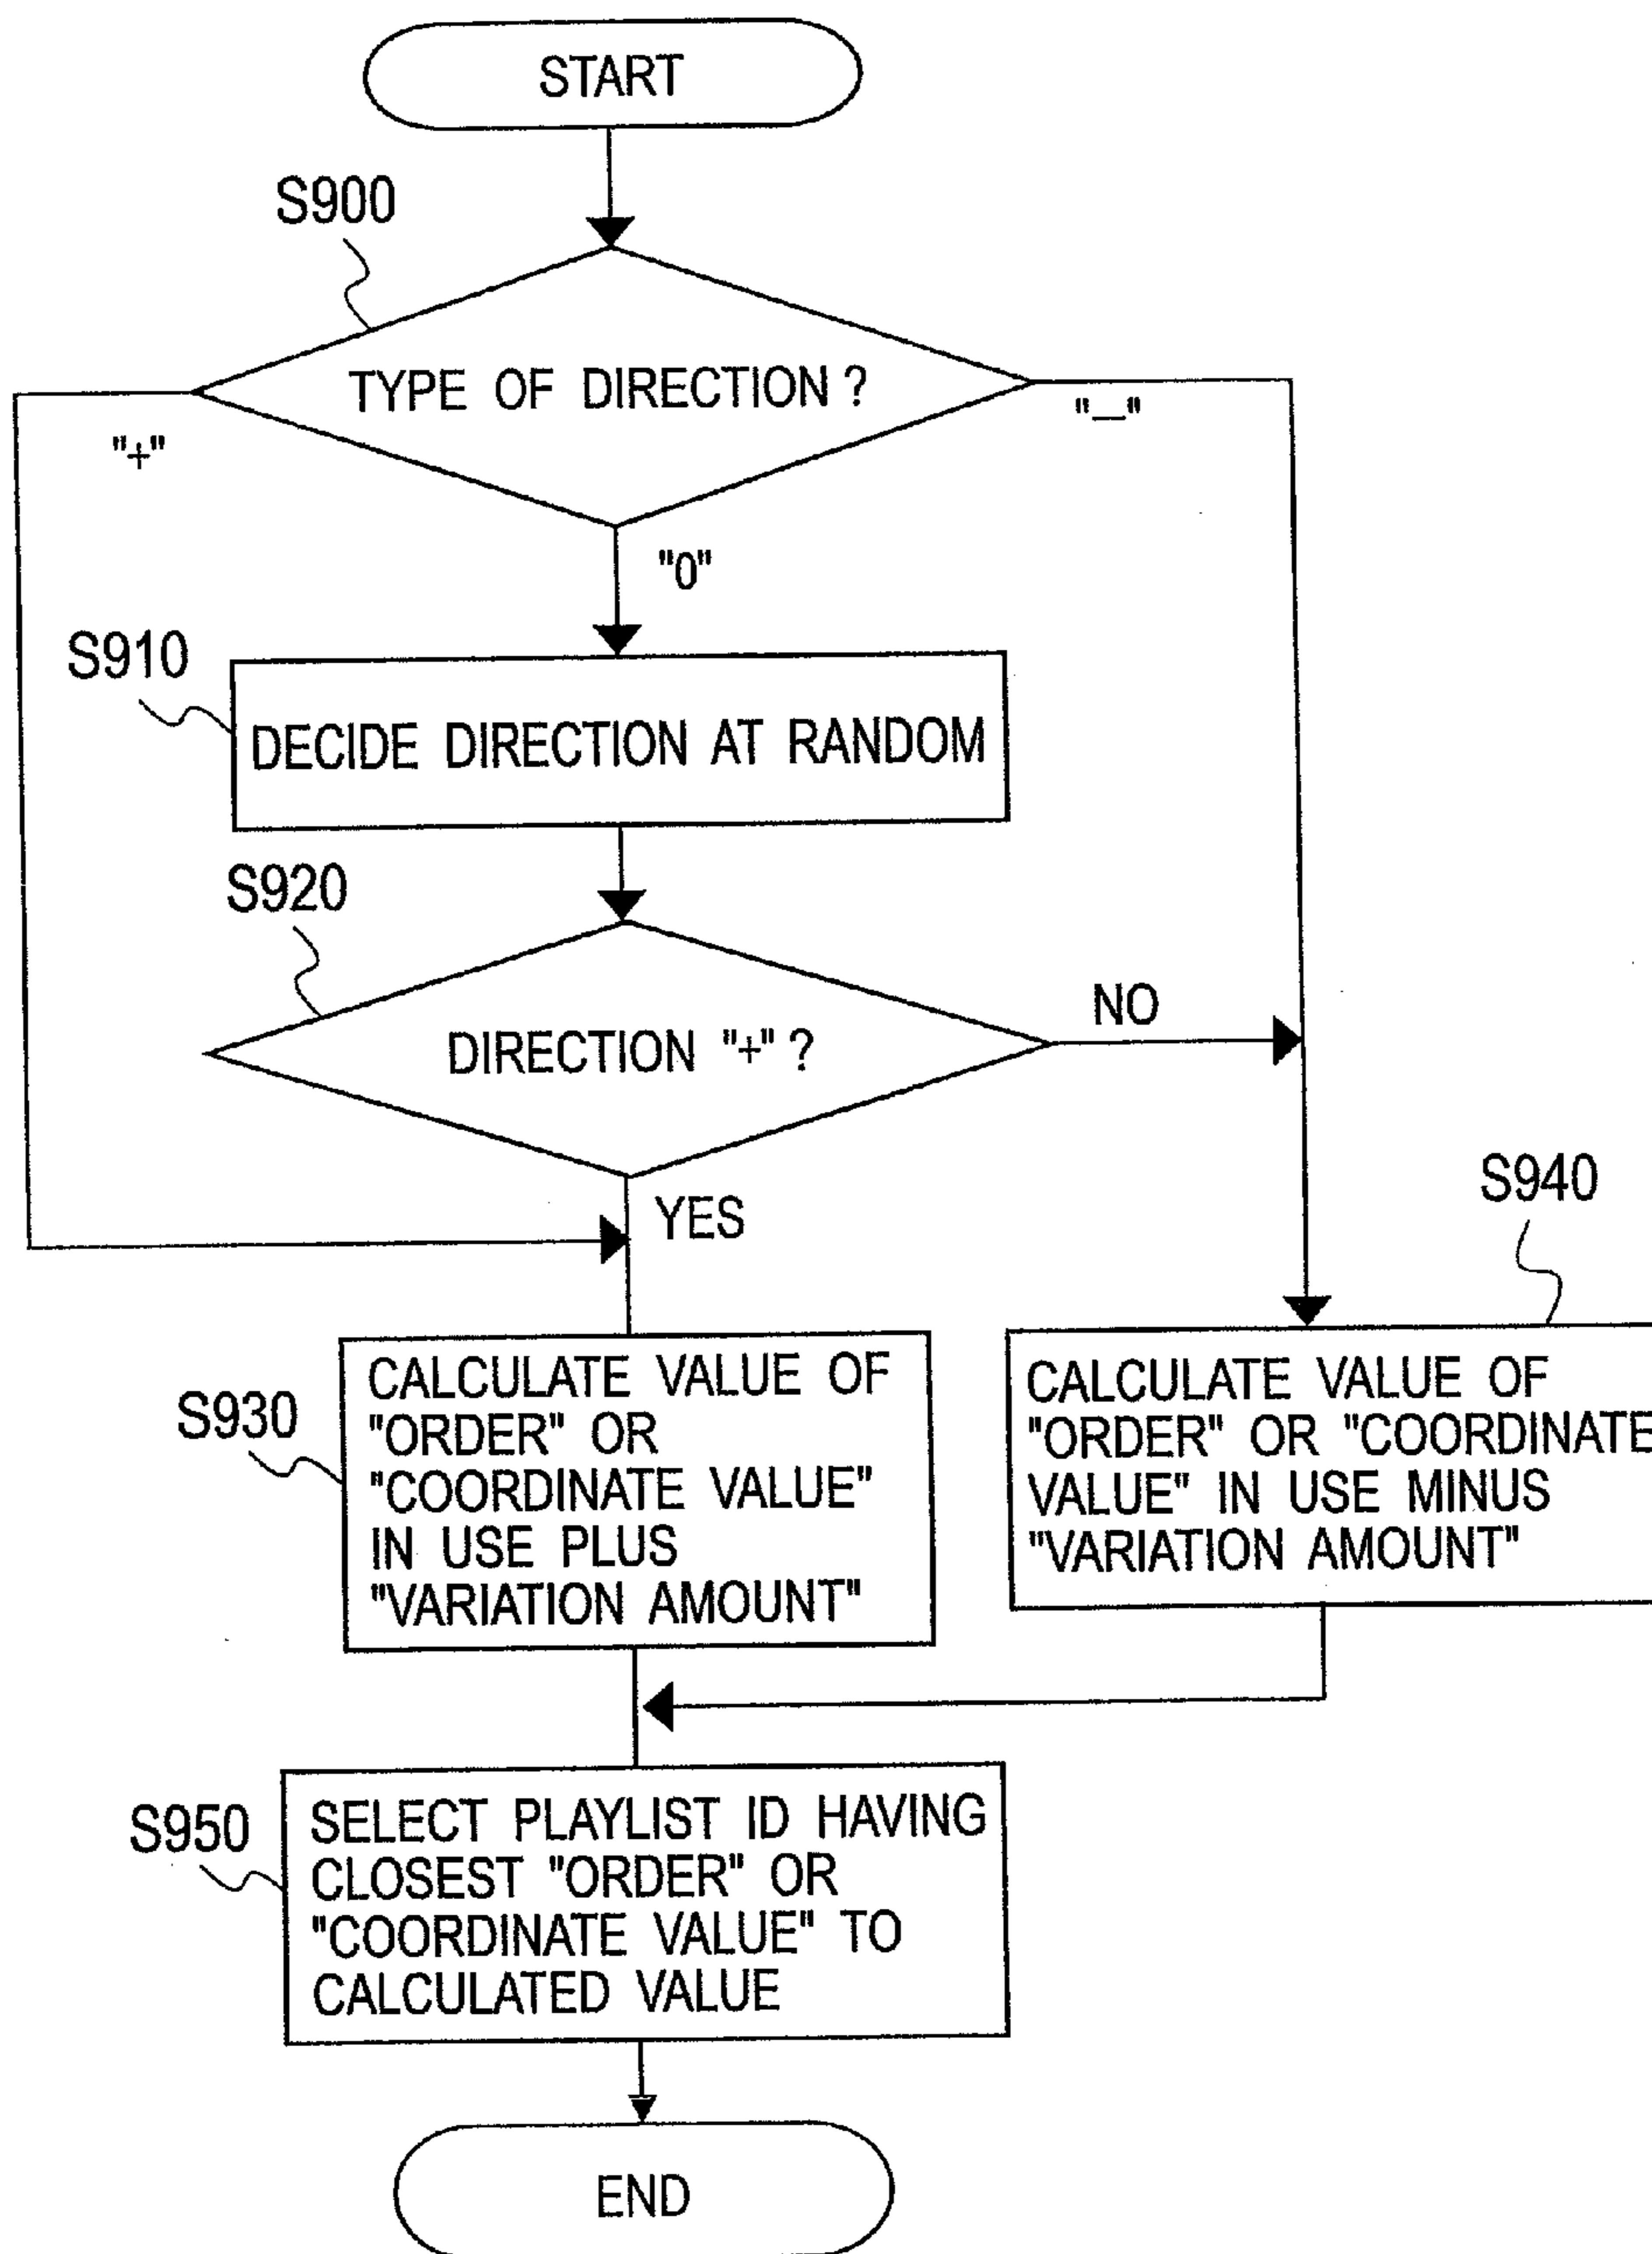 START
S900
TYPE OF DIRECTION ?
"+"
"—"
"0"
S910
DECIDE DIRECTION AT RANDOM
S920
DIRECTION "+" ?
NO
YES
S930
CALCULATE VALUE OF
"ORDER" OR
"COORDINATE VALUE"
IN USE PLUS
"VARIATION AMOUNT"
S940
CALCULATE VALUE OF
"ORDER" OR "COORDINATE
VALUE" IN USE MINUS
"VARIATION AMOUNT"
S950
SELECT PLAYLIST ID HAVING
CLOSEST "ORDER" OR
"COORDINATE VALUE" TO
CALCULATED VALUE
END